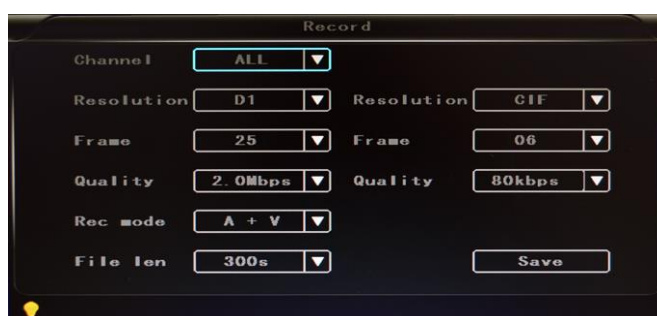 Record
Channel ALL
Resolution D1 Resolution CIF
Frame 25 Frame 06
Quality 2.0Mbps Quality 80kbps
Rec mode A + V
File len 300s Save